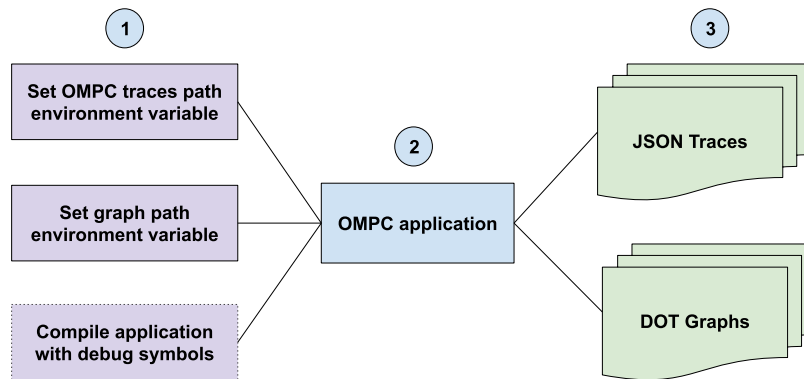 1
Set OMPC traces path
environment variable
Set graph path
environment variable
Compile application
with debug symbols
2
OMPC application
3
JSON Traces
DOT Graphs